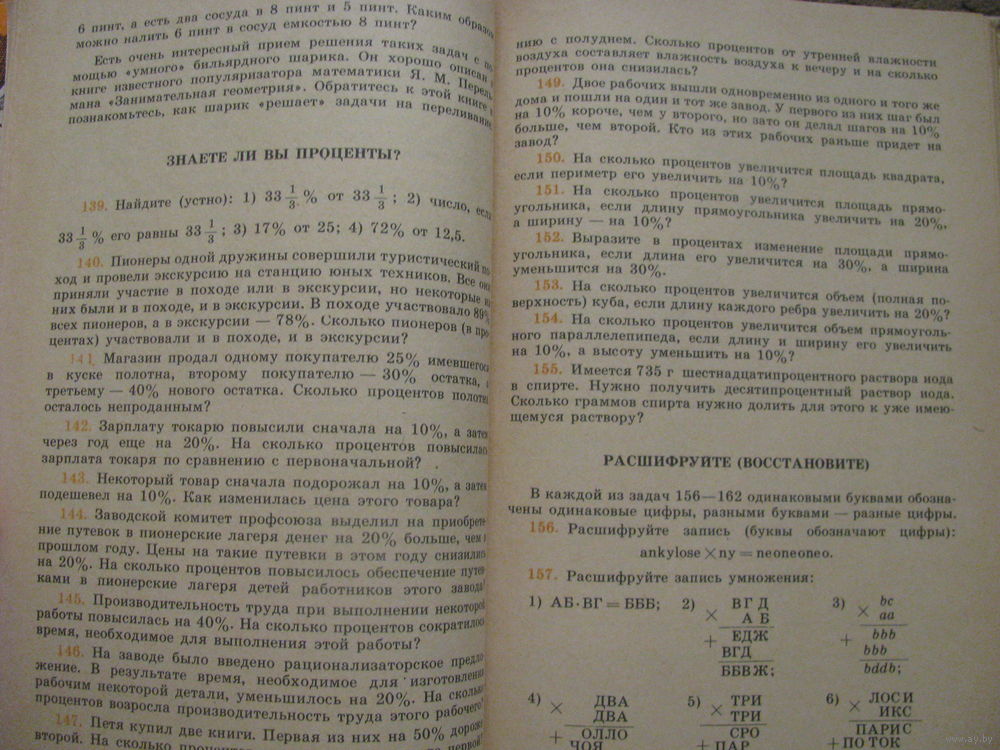 6 пинт, а есть два сосуда в 8 пинт и 5 пинт. Каким образом
можно налить 6 пинт в сосуд емкостью 8 пинт?
Есть очень интересный прием решения таких задач с по-
мощью «умного» бильярдного шарика. Он хорошо описан в
книге известного популяризатора математики Я. М. Перель-
мана «Занимательная геометрия». Обратитесь к этой книге и
познакомьтесь, как шарик «решает» задачи на переливание.
ЗНАЕТЕ ЛИ ВЫ ПРОЦЕНТЫ?
139. Найдите (устно): 1) 33 1/3 % от 33 1/3 ; 2) число, если
33 1/3 % его равны 33 1/3 ; 3) 17% от 25; 4) 72% от 12,5.
140. Пионеры одной дружины совершили туристический по-
ход и провели экскурсию на станцию юных техников. Все они
приняли участие в походе или в экскурсии, но некоторые из
них были и в походе, и в экскурсии. В походе участвовало 89%
всех пионеров, а в экскурсии — 78%. Сколько пионеров (в про-
центах) участвовали и в походе, и в экскурсии?
141. Магазин продал одному покупателю 25% имевшегося
в куске полотна, второму покупателю — 30% остатка, а
третьему — 40% нового остатка. Сколько процентов полотна
осталось непроданным?
142. Зарплату токарю повысили сначала на 10%, а затем
через год еще на 20%. На сколько процентов повысилась
зарплата токаря по сравнению с первоначальной?
143. Некоторый товар сначала подорожал на 10%, а затем
подешевел на 10%. Как изменилась цена этого товара?
144. Заводской комитет профсоюза выделил на приобрете-
ние путевок в пионерские лагеря денег на 20% больше, чем в
прошлом году. Цены на такие путевки в этом году снизились
на 20%. На сколько процентов повысилось обеспечение путев-
ками в пионерские лагеря детей работников этого завода?
145. Производительность труда при выполнении некоторой
работы повысилась на 40%. На сколько процентов сократилось
время, необходимое для выполнения этой работы?
146. На заводе было введено рационализаторское предло-
жение. В результате время, необходимое для изготовления
рабочим некоторой детали, уменьшилось на 20%. На сколько
процентов возросла производительность труда этого рабочего?
147. Петя купил две книги. Первая из них на 50% дороже
второй. На сколько первой?
нию с полуднем. Сколько процентов от утренней влажности
воздуха составляет влажность воздуха к вечеру и на сколько
процентов она снизилась?
149. Двое рабочих вышли одновременно из одного и того же
дома и пошли на один и тот же завод. У первого из них шаг был
на 10% короче, чем у второго, но зато он делал шагов на 10%
больше, чем второй. Кто из этих рабочих раньше придет на
завод?
150. На сколько процентов увеличится площадь квадрата,
если периметр его увеличить на 10%?
151. На сколько процентов увеличится площадь прямо-
угольника, если длину прямоугольника увеличить на 20%,
а ширину — на 10%?
152. Выразите в процентах изменение площади прямо-
угольника, если длина его увеличится на 30%, а ширина
уменьшится на 30%.
153. На сколько процентов увеличится объем (полная по-
верхность) куба, если длину каждого ребра увеличить на 20%?
154. На сколько процентов увеличится объем прямоуголь-
ного параллелепипеда, если длину и ширину его увеличить
на 10%, а высоту уменьшить на 10%?
155. Имеется 735 г шестнадцатипроцентного раствора иода
в спирте. Нужно получить десятипроцентный раствор иода.
Сколько граммов спирта нужно долить для этого к уже имею-
щемуся раствору?
РАСШИФРУЙТЕ (ВОССТАНОВИТЕ)
В каждой из задач 156—162 одинаковыми буквами обозна-
чены одинаковые цифры, разными буквами — разные цифры.
156. Расшифруйте запись (буквы обозначают цифры):
ankylose × ny = neoneoneo.
157. Расшифруйте запись умножения:
1) АБ·ВГ = БББ; 2) × ВГД 3) × bc
АБ aa
+ ЕДЖ + bbb
ВГД bbb
ББВЖ; bddb;
4) × ДВА 5) × ТРИ 6) × ЛОСИ
ДВА ТРИ ИКС
+ ОЛЛО СРО ПАРИС
ЧОЯ + ПАР + ПОТОК
www.ay.by